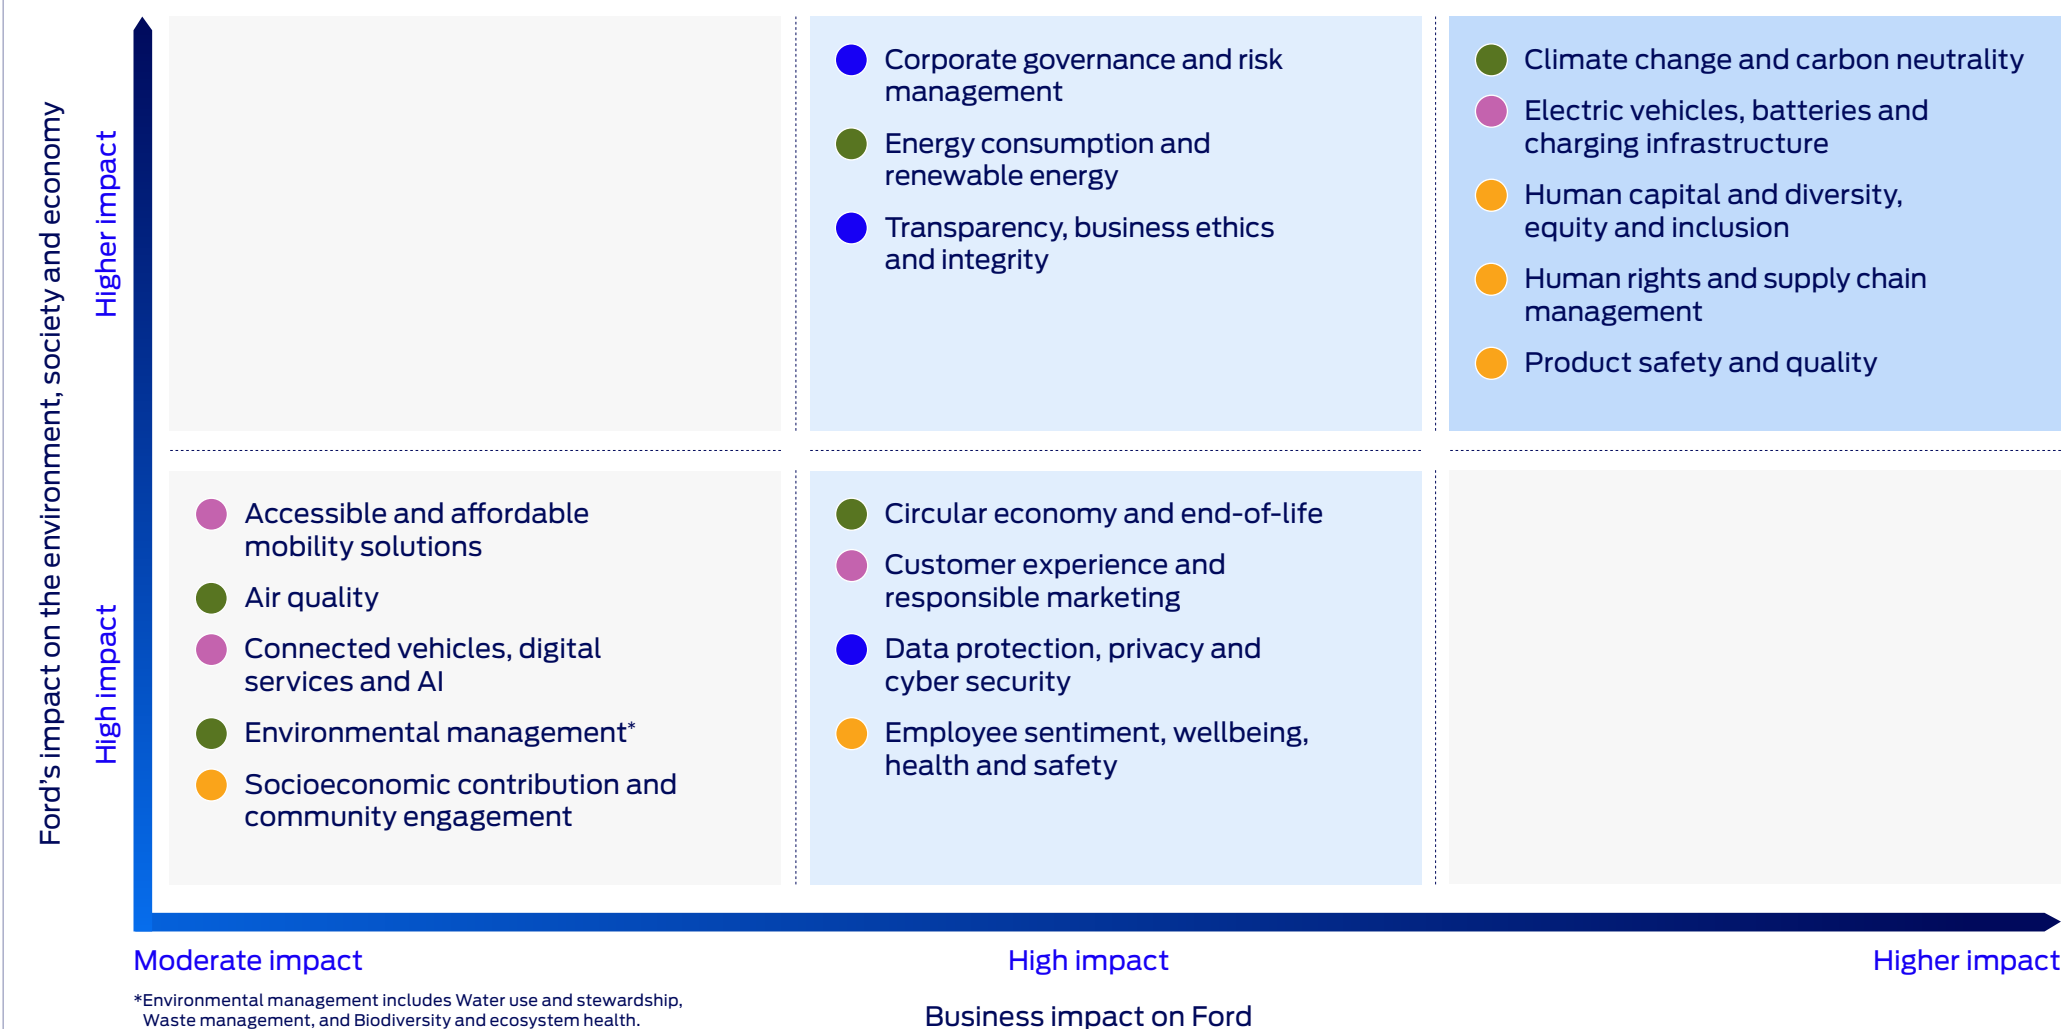 Ford's impact on the environment, society and economy
Higher impact
High impact
Corporate governance and risk
management
Energy consumption and
renewable energy
Transparency, business ethics
and integrity
Climate change and carbon neutrality
Electric vehicles, batteries and
charging infrastructure
Human capital and diversity,
equity and inclusion
Human rights and supply chain
management
Product safety and quality
Accessible and affordable
mobility solutions
Air quality
Connected vehicles, digital
services and AI
Environmental management*
Socioeconomic contribution and
community engagement
Circular economy and end-of-life
Customer experience and
responsible marketing
Data protection, privacy and
cyber security
Employee sentiment, wellbeing,
health and safety
Moderate impact
High impact
Higher impact
*Environmental management includes Water use and stewardship,
Waste management, and Biodiversity and ecosystem health.
Business impact on Ford